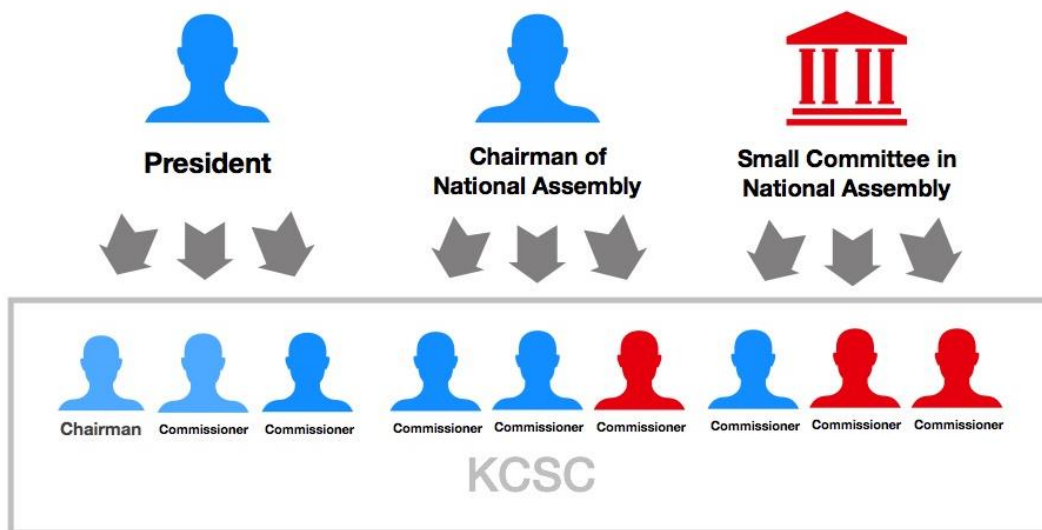 President
Chairman of
National Assembly
Small Committee in
National Assembly
Chairman
Commissioner
Commissioner
Commissioner
Commissioner
Commissioner
Commissioner
Commissioner
Commissioner
KCSC